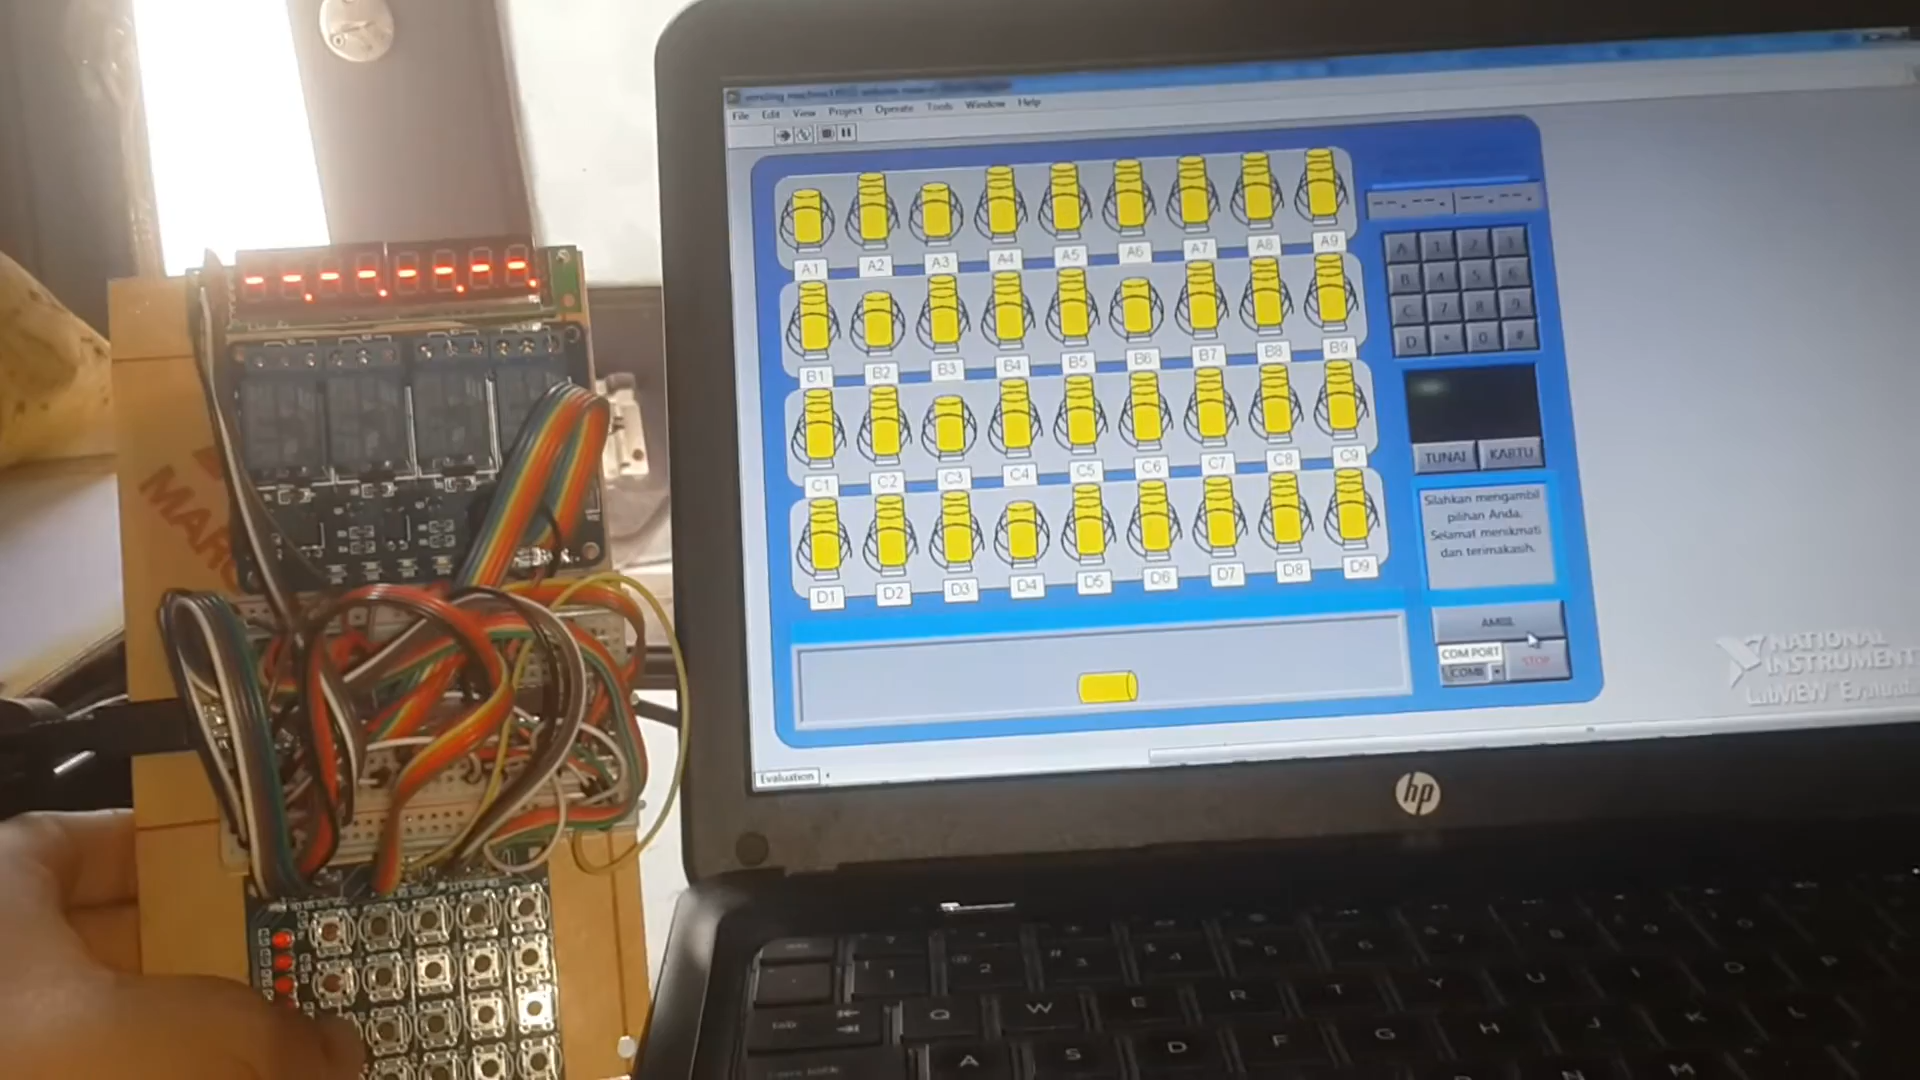 File Edit View Project Operate Tools Window Help
A1 A2 A3 A4 A5 A6 A7 A8 A9
B1 B2 B3 B4 B5 B6 B7 B8 B9
C1 C2 C3 C4 C5 C6 C7 C8 C9
D1 D2 D3 D4 D5 D6 D7 D8 D9
--.--. --.--.
A 1 2 3
B 4 5 6
C 7 8 9
D * 0 #
TUNAI KARTU
Silahkan mengambil
pilihan Anda.
Selamat menikmati
dan terimakasih.
AMBIL
COM PORT
STOP
NATIONAL
INSTRUMENT
LabVIEW Evaluati
Evaluation
hp
Q W E R T Y U I O P
A S D F G H J K L